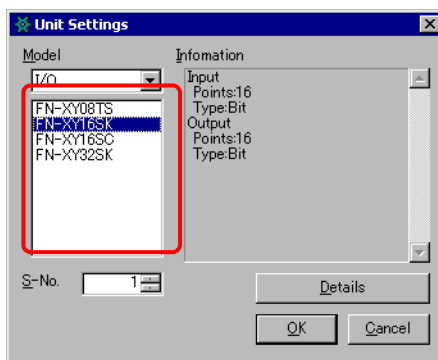 Unit Settings
Model
I/O
FN-XY08TS
FN-XY16SK
FN-XY16SC
FN-XY32SK
S-No.
1
Infomation
Input
Points:16
Type:Bit
Output
Points:16
Type:Bit
Details
OK
Cancel